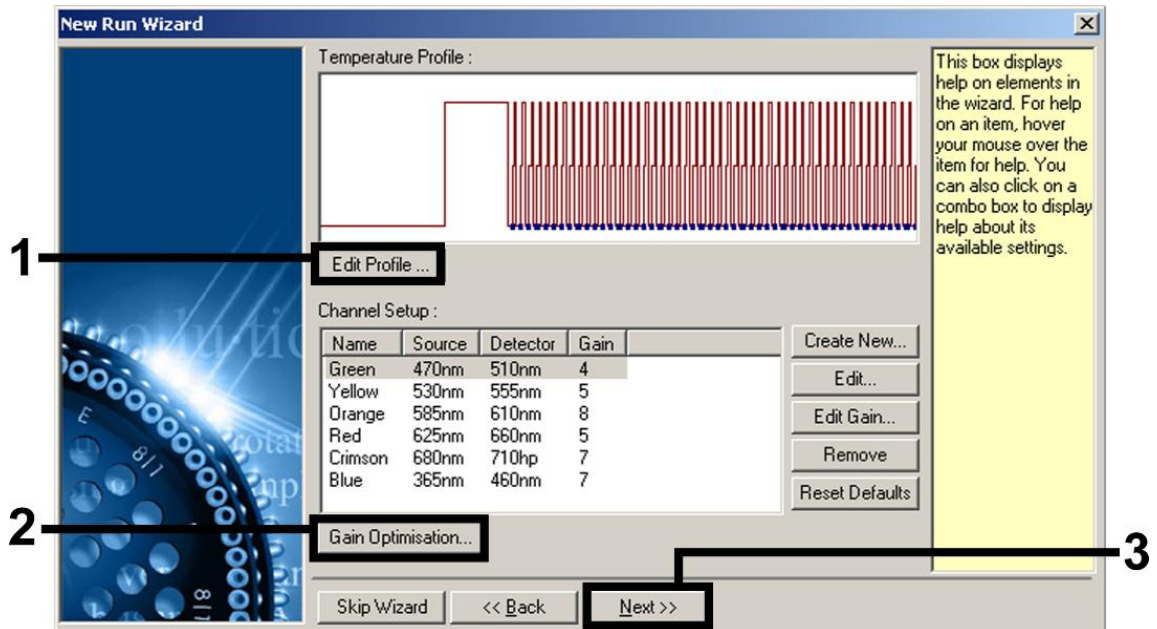 New Run Wizard
Temperature Profile :
This box displays
help on elements in
the wizard. For help
on an item, hover
your mouse over the
item for help. You
can also click on a
combo box to display
help about its
available settings.
1
Edit Profile ...
Channel Setup :
Name Source Detector Gain
Green 470nm 510nm 4
Yellow 530nm 555nm 5
Orange 585nm 610nm 8
Red 625nm 660nm 5
Crimson 680nm 710hp 7
Blue 365nm 460nm 7
Create New...
Edit...
Edit Gain...
Remove
Reset Defaults
2
Gain Optimisation...
3
Skip Wizard
<< Back
Next >>